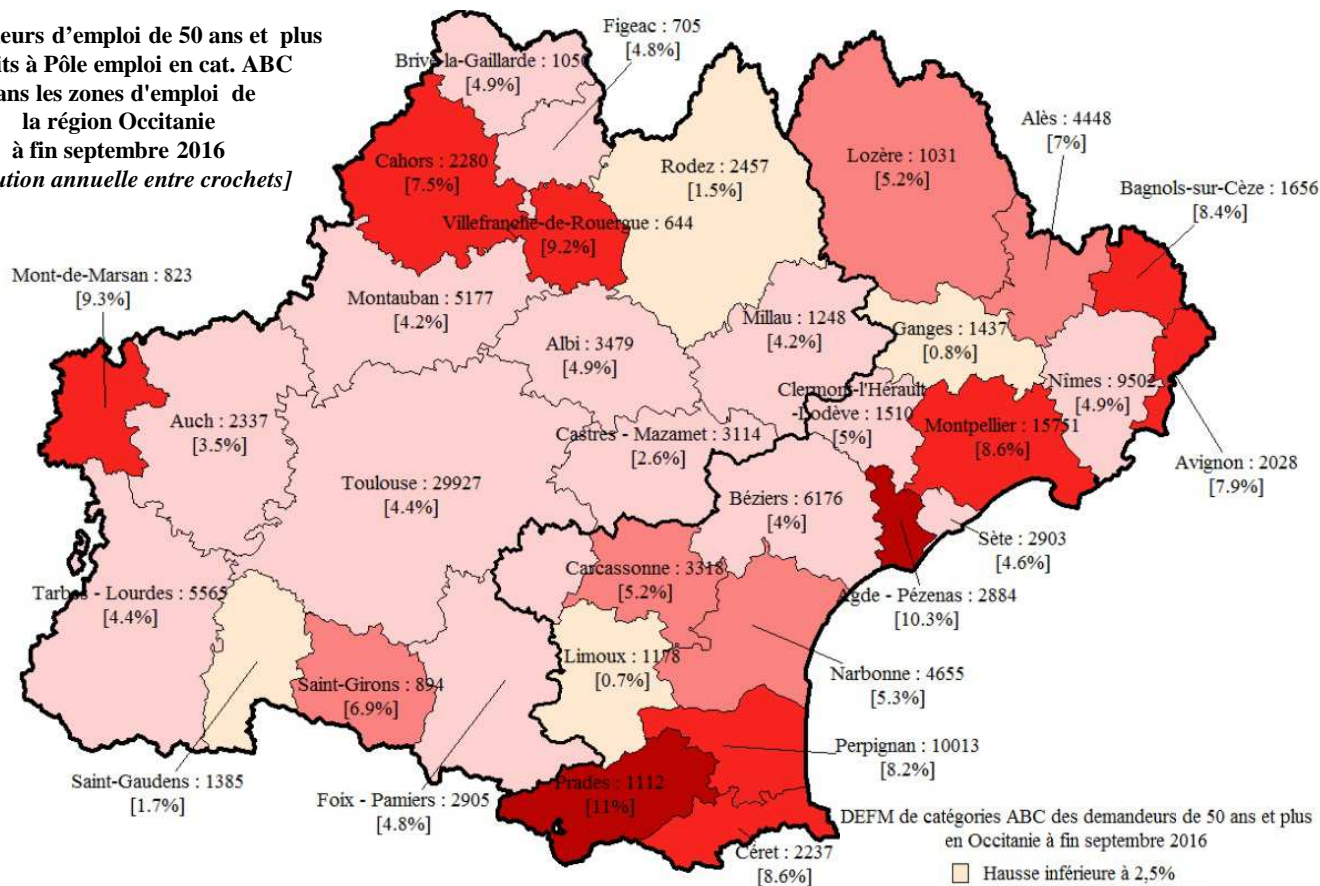 eurs d’emploi de 50 ans et plus
its à Pôle emploi en cat. ABC
ans les zones d'emploi de
la région Occitanie
à fin septembre 2016
ution annuelle entre crochets]
Figeac : 705
[4.8%]
Brive-la-Gaillarde : 1050
[4.9%]
Cahors : 2280
[7.5%]
Villefranche-de-Rouergue : 644
[9.2%]
Rodez : 2457
[1.5%]
Lozère : 1031
[5.2%]
Alès : 4448
[7%]
Bagnols-sur-Cèze : 1656
[8.4%]
Mont-de-Marsan : 823
[9.3%]
Montauban : 5177
[4.2%]
Albi : 3479
[4.9%]
Millau : 1248
[4.2%]
Ganges : 1437
[0.8%]
Nîmes : 9502
[4.9%]
Clermont-l'Hérault
-Lodève : 1510
[5%]
Montpellier : 15751
[8.6%]
Avignon : 2028
[7.9%]
Auch : 2337
[3.5%]
Castres - Mazamet : 3114
[2.6%]
Toulouse : 29927
[4.4%]
Béziers : 6176
[4%]
Sète : 2903
[4.6%]
Agde - Pézenas : 2884
[10.3%]
Tarbes - Lourdes : 5565
[4.4%]
Carcassonne : 3318
[5.2%]
Limoux : 1178
[0.7%]
Narbonne : 4655
[5.3%]
Saint-Girons : 894
[6.9%]
Saint-Gaudens : 1385
[1.7%]
Foix - Pamiers : 2905
[4.8%]
Perpignan : 10013
[8.2%]
Prades : 1112
[11%]
Céret : 2237
[8.6%]
DEFM de catégories ABC des demandeurs de 50 ans et plus
en Occitanie à fin septembre 2016
Hausse inférieure à 2,5%